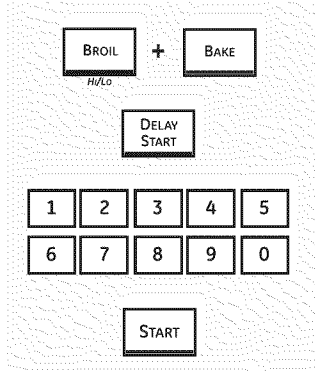 BROIL + BAKE
HI/LO
DELAY
START
1 2 3 4 5
6 7 8 9 0
START